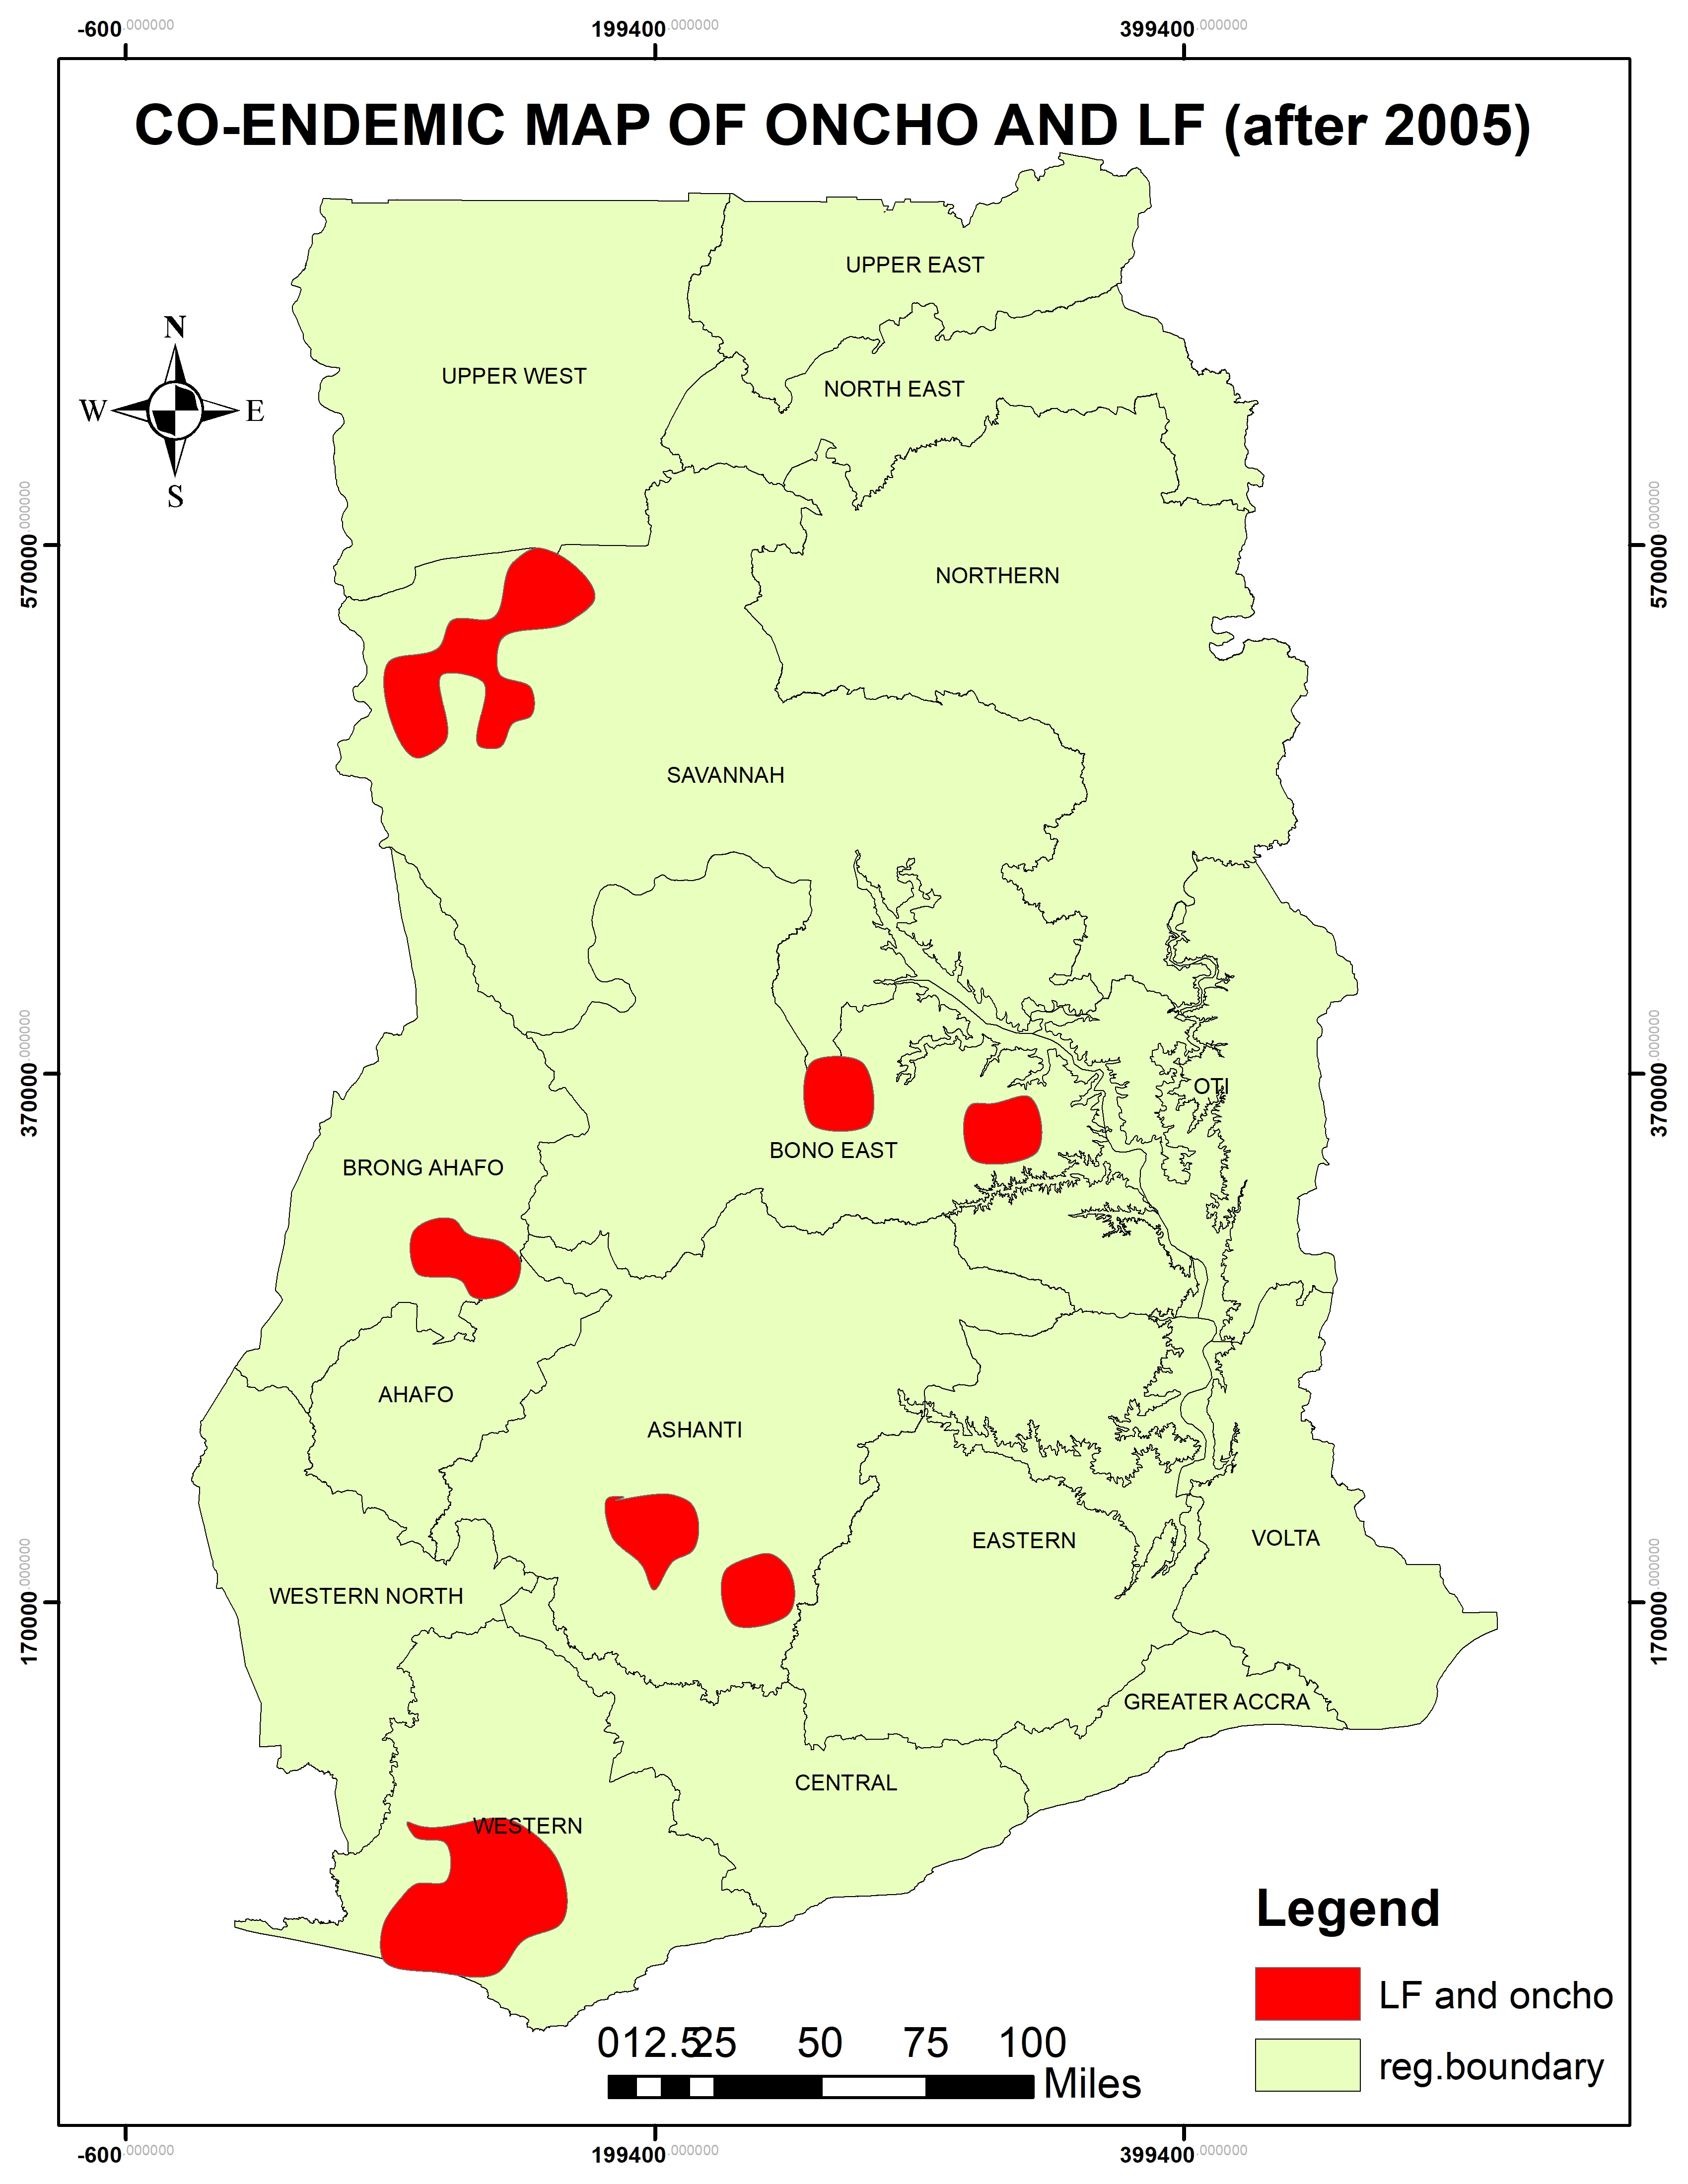 -600.000000 199400.000000 399400.000000
CO-ENDEMIC MAP OF ONCHO AND LF (after 2005)
UPPER EAST
N
UPPER WEST
NORTH EAST
W E
S
570000.000000
570000.000000
NORTHERN
SAVANNAH
370000.000000
370000.000000
OTI
BONO EAST
BRONG AHAFO
AHAFO
ASHANTI
EASTERN
VOLTA
WESTERN NORTH
170000.000000
170000.000000
GREATER ACCRA
CENTRAL
WESTERN
Legend
LF and oncho
reg.boundary
0 12.5 25 50 75 100
Miles
-600.000000 199400.000000 399400.000000